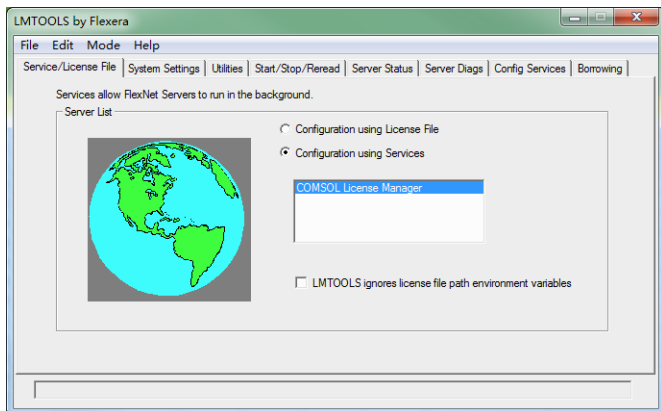 LMTOOLS by Flexera
File Edit Mode Help
Service/License File System Settings Utilities Start/Stop/Reread Server Status Server Diags Config Services Borrowing
Services allow FlexNet Servers to run in the background.
Server List
Configuration using License File
Configuration using Services
COMSOL License Manager
LMTOOLS ignores license file path environment variables